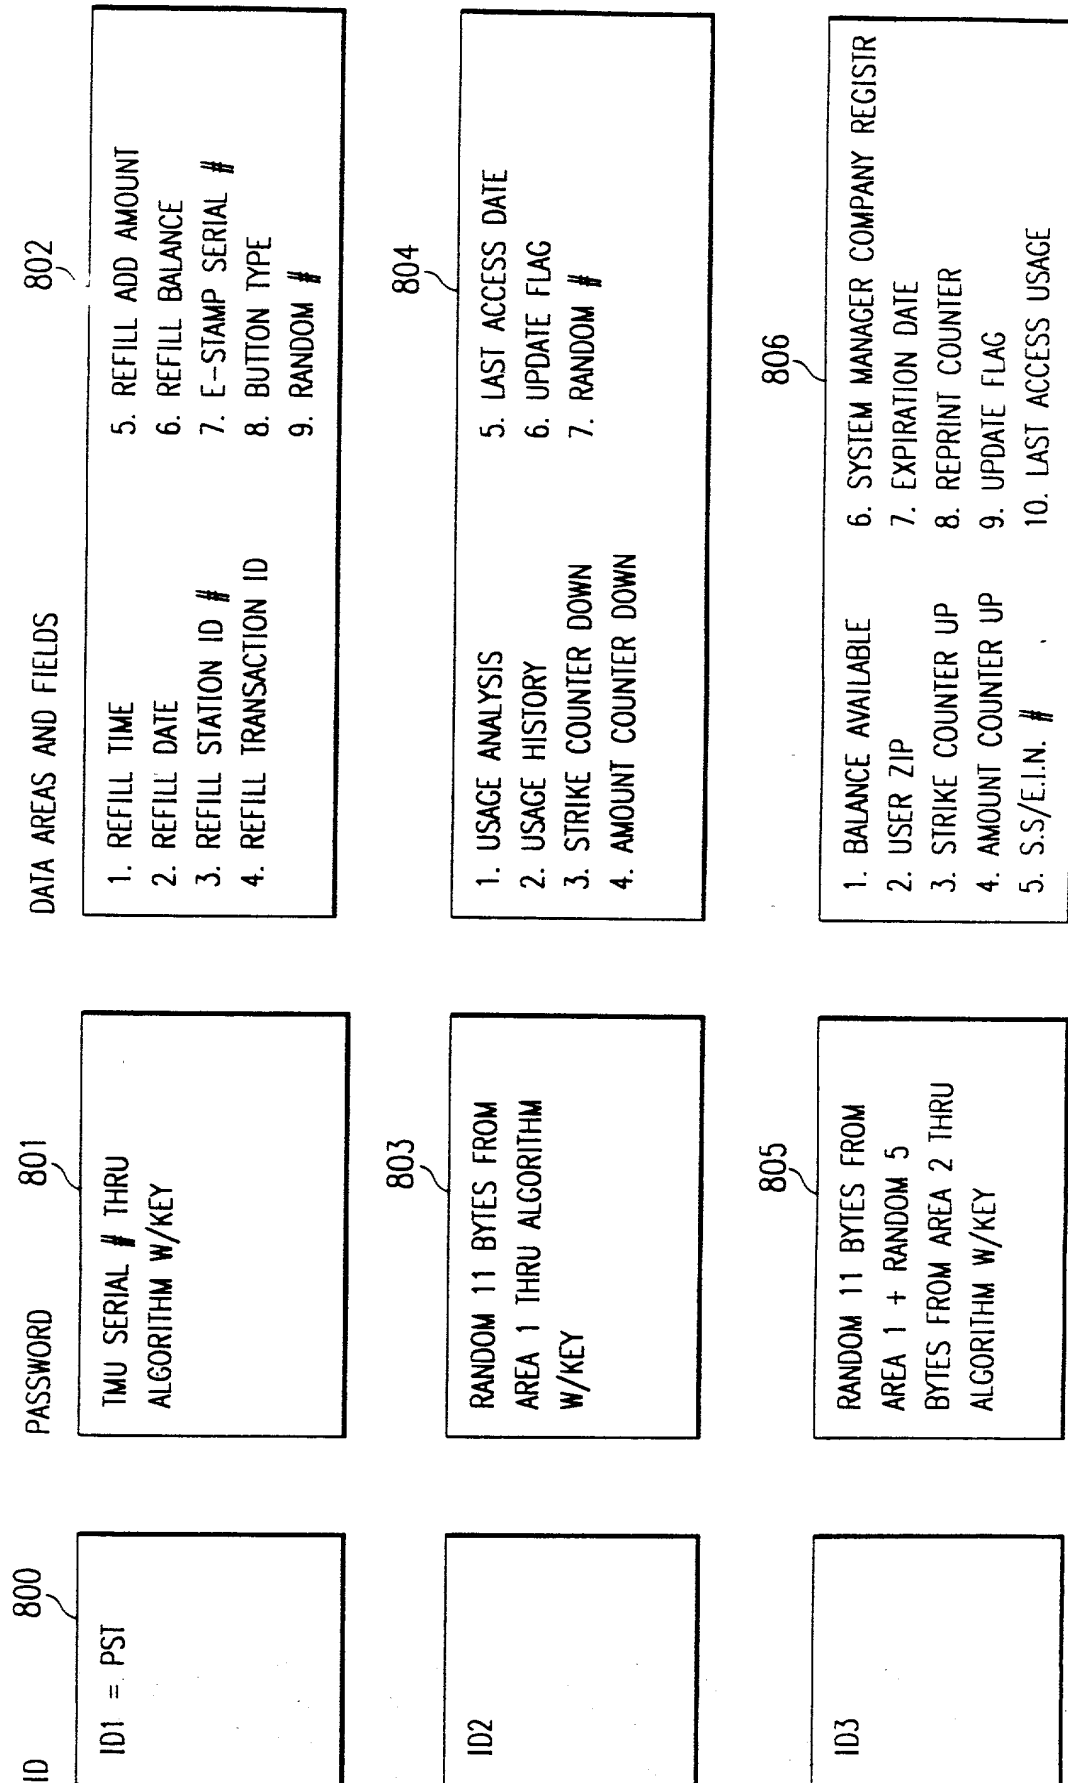 ID
PASSWORD
DATA AREAS AND FIELDS
800
ID1 = PST
801
TMU SERIAL # THRU
ALGORITHM W/KEY
802
1. REFILL TIME
2. REFILL DATE
3. REFILL STATION ID #
4. REFILL TRANSACTION ID
5. REFILL ADD AMOUNT
6. REFILL BALANCE
7. E-STAMP SERIAL #
8. BUTTON TYPE
9. RANDOM #
ID2
803
RANDOM 11 BYTES FROM
AREA 1 THRU ALGORITHM
W/KEY
804
1. USAGE ANALYSIS
2. USAGE HISTORY
3. STRIKE COUNTER DOWN
4. AMOUNT COUNTER DOWN
5. LAST ACCESS DATE
6. UPDATE FLAG
7. RANDOM #
ID3
805
RANDOM 11 BYTES FROM
AREA 1 + RANDOM 5
BYTES FROM AREA 2 THRU
ALGORITHM W/KEY
806
1. BALANCE AVAILABLE
2. USER ZIP
3. STRIKE COUNTER UP
4. AMOUNT COUNTER UP
5. S.S/E.I.N. #
6. SYSTEM MANAGER COMPANY REGISTR
7. EXPIRATION DATE
8. REPRINT COUNTER
9. UPDATE FLAG
10. LAST ACCESS USAGE